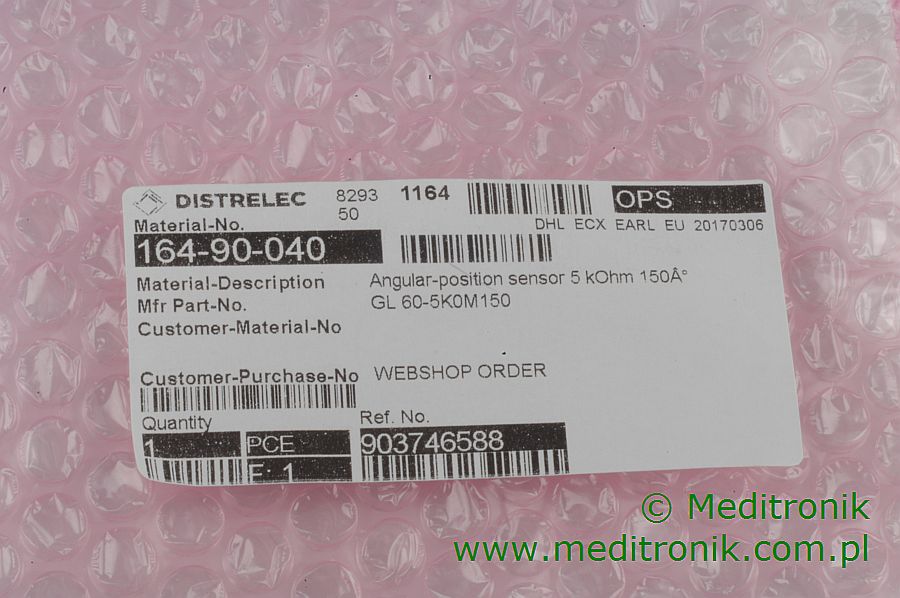 DISTRELEC 8293 1164 OPS
50
Material-No. DHL ECX EARL EU 20170306
164-90-040
Material-Description Angular-position sensor 5 kOhm 150Â°
Mfr Part-No. GL 60-5K0M150
Customer-Material-No
Customer-Purchase-No WEBSHOP ORDER
Quantity Ref. No.
1 PCE 903746588
E: 1
© Meditronik
www.meditronik.com.pl